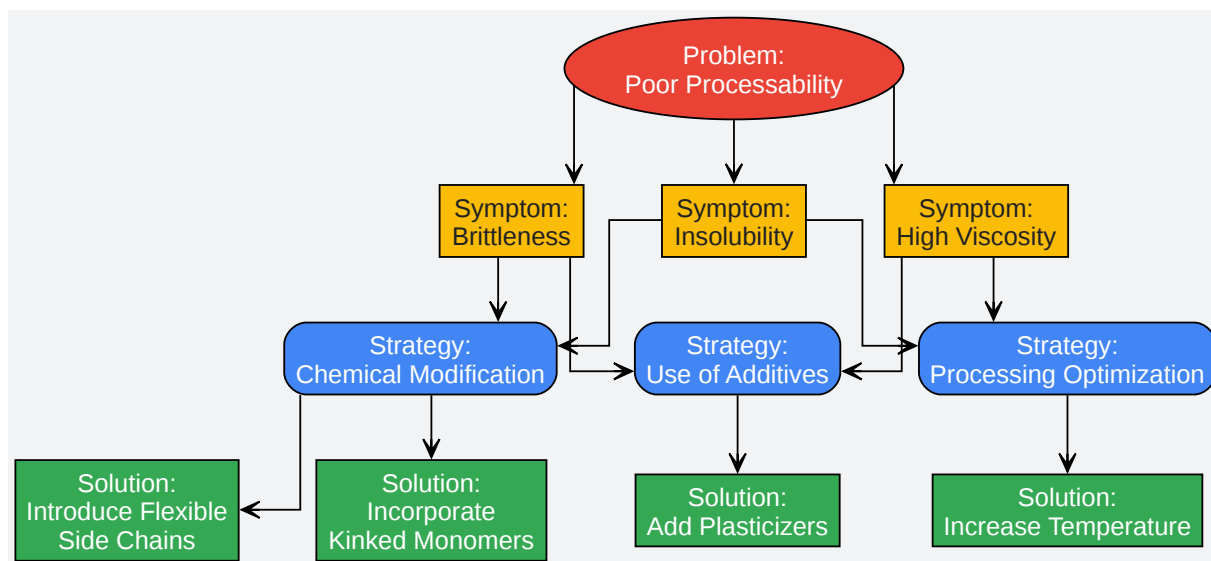 Problem:
Poor Processability
Symptom:
Brittleness
Symptom:
Insolubility
Symptom:
High Viscosity
Strategy:
Chemical Modification
Strategy:
Use of Additives
Strategy:
Processing Optimization
Solution:
Introduce Flexible
Side Chains
Solution:
Incorporate
Kinked Monomers
Solution:
Add Plasticizers
Solution:
Increase Temperature